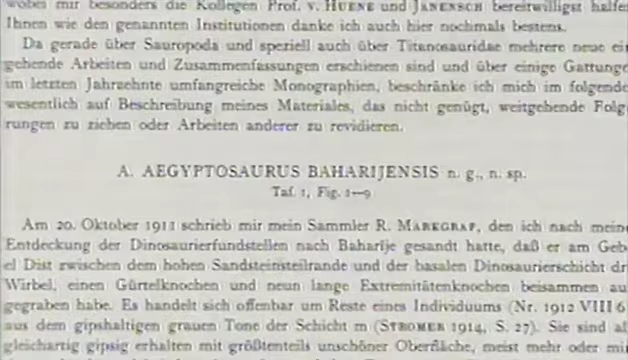 wobei mir besonders die Kollegen Prof. v. HUENE und JANENSCH bereitwilligst halfe
Ihnen wie den genannten Institutionen danke ich auch hier nochmals bestens.
Da gerade über Sauropoda und speziell auch über Titanosauridae mehrere neue ei
gehende Arbeiten und Zusammenfassungen erschienen sind und über einige Gattunge
im letzten Jahrzehnte umfangreiche Monographien, beschränke ich mich im folgende
wesentlich auf Beschreibung meines Materiales, das nicht genügt, weitgehende Folge
rungen zu ziehen oder Arbeiten anderer zu revidieren.
A. AEGYPTOSAURUS BAHARIJENSIS n. g., n. sp.
Taf. 1, Fig. 1—9
Am 20. Oktober 1911 schrieb mir mein Sammler R. MARKGRAF, den ich nach meine
Entdeckung der Dinosaurierfundstellen nach Baharije gesandt hatte, daß er am Geb
el Dist zwischen dem hohen Sandsteinsteilrande und der basalen Dinosaurierschicht dr
Wirbel, einen Gürtelknochen und neun lange Extremitätenknochen beisammen au
gegraben habe. Es handelt sich offenbar um Reste eines Individuums (Nr. 1912 VIII 6
aus dem gipshaltigen grauen Tone der Schicht m (STROMER 1914, S. 27). Sie sind al
gleichartig gipsig erhalten mit größtenteils unschöner Oberfläche, meist mehr oder mi